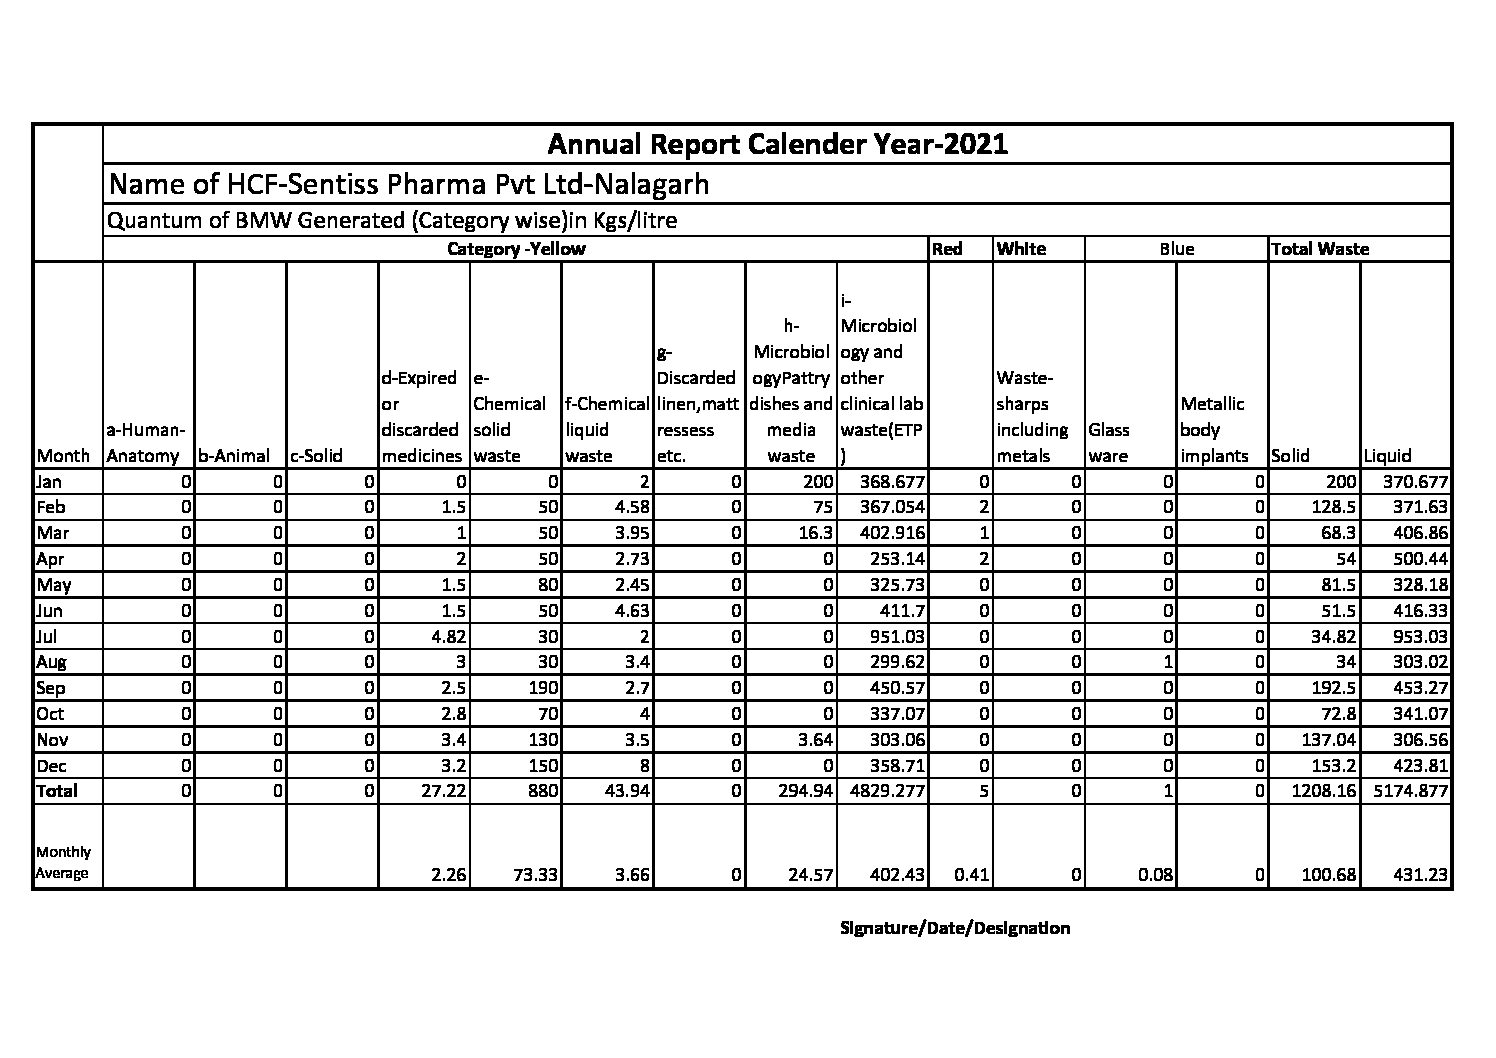 Annual Report Calender Year-2021
Name of HCF-Sentiss Pharma Pvt Ltd-Nalagarh
Quantum of BMW Generated (Category wise)in Kgs/litre
Category -Yellow Red White Blue Total Waste
Month a-Human-Anatomy b-Animal c-Solid d-Expired or discarded medicines e-Chemical solid waste f-Chemical liquid waste g-Discarded linen,mattressess etc. h-MicrobiologyPattry dishes and media waste i-Microbiology and other clinical lab waste(ETP) Waste-sharps including metals Glass ware Metallic body implants Solid Liquid
Jan 0 0 0 0 0 2 0 200 368.677 0 0 0 0 200 370.677
Feb 0 0 0 1.5 50 4.58 0 75 367.054 2 0 0 0 128.5 371.63
Mar 0 0 0 1 50 3.95 0 16.3 402.916 1 0 0 0 68.3 406.86
Apr 0 0 0 2 50 2.73 0 0 253.14 2 0 0 0 54 500.44
May 0 0 0 1.5 80 2.45 0 0 325.73 0 0 0 0 81.5 328.18
Jun 0 0 0 1.5 50 4.63 0 0 411.7 0 0 0 0 51.5 416.33
Jul 0 0 0 4.82 30 2 0 0 951.03 0 0 0 0 34.82 953.03
Aug 0 0 0 3 30 3.4 0 0 299.62 0 0 1 0 34 303.02
Sep 0 0 0 2.5 190 2.7 0 0 450.57 0 0 0 0 192.5 453.27
Oct 0 0 0 2.8 70 4 0 0 337.07 0 0 0 0 72.8 341.07
Nov 0 0 0 3.4 130 3.5 0 3.64 303.06 0 0 0 0 137.04 306.56
Dec 0 0 0 3.2 150 8 0 0 358.71 0 0 0 0 153.2 423.81
Total 0 0 0 27.22 880 43.94 0 294.94 4829.277 5 0 1 0 1208.16 5174.877
Monthly Average 2.26 73.33 3.66 0 24.57 402.43 0.41 0 0.08 0 100.68 431.23
Signature/Date/Designation